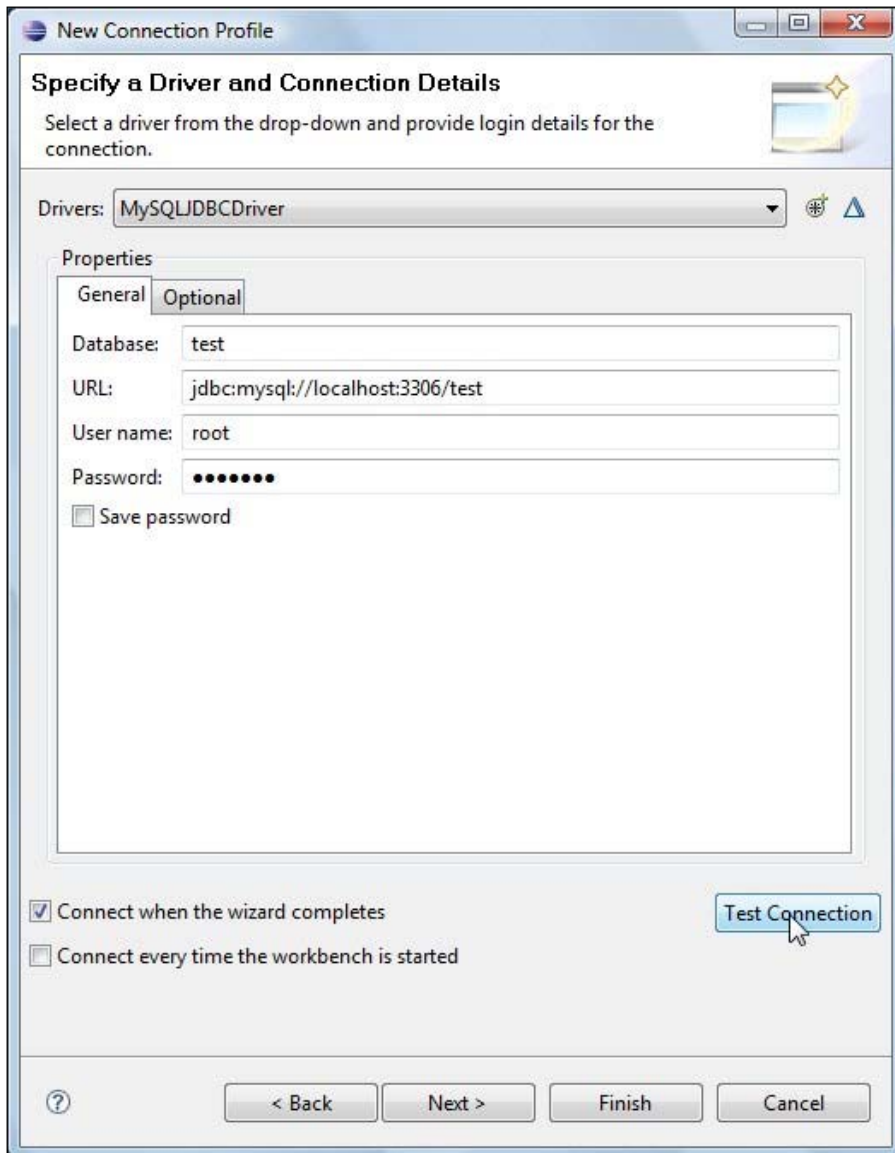 New Connection Profile
Specify a Driver and Connection Details
Select a driver from the drop-down and provide login details for the
connection.
Drivers: MySQLJDBCDriver
Properties
General Optional
Database: test
URL: jdbc:mysql://localhost:3306/test
User name: root
Password: ●●●●●●●
Save password
Connect when the wizard completes Test Connection
Connect every time the workbench is started
? < Back Next > Finish Cancel